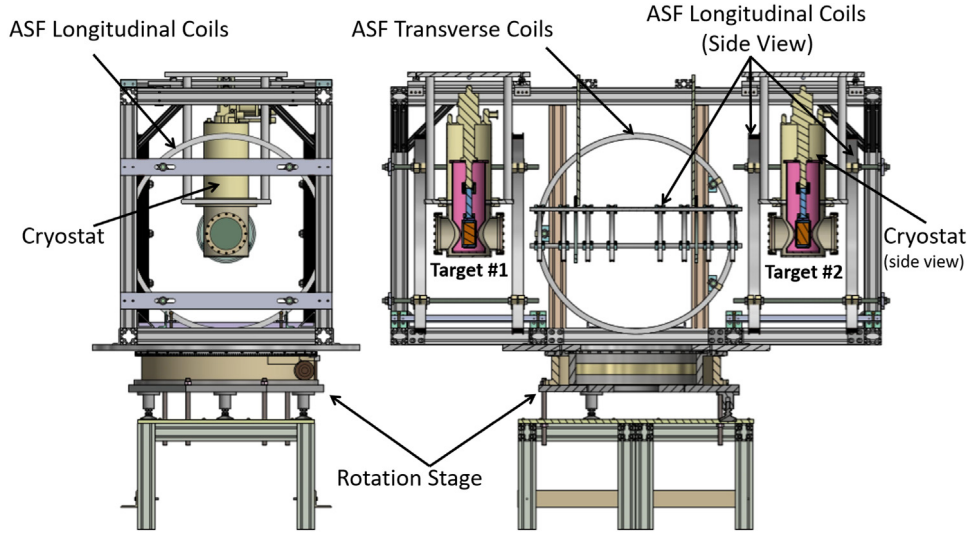 ASF Longitudinal Coils
ASF Transverse Coils
ASF Longitudinal Coils
(Side View)
Cryostat
Target #1
Target #2
Cryostat
(side view)
Rotation Stage